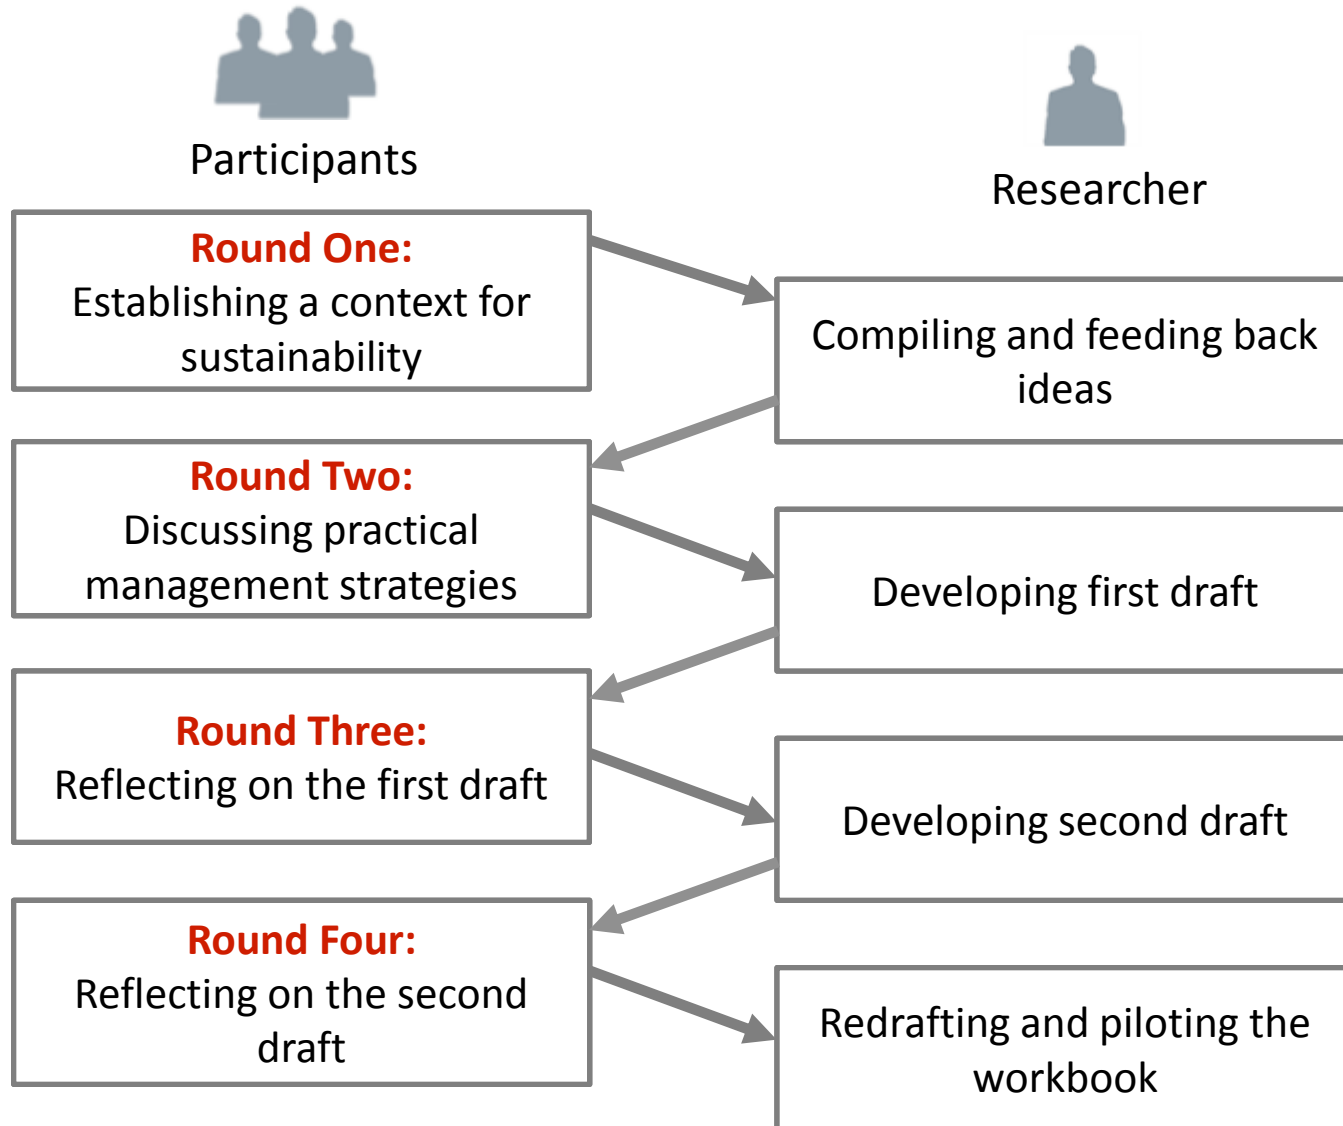 Participants
Researcher
Round One:
Establishing a context for
sustainability
Compiling and feeding back
ideas
Round Two:
Discussing practical
management strategies
Developing first draft
Round Three:
Reflecting on the first draft
Developing second draft
Round Four:
Reflecting on the second
draft
Redrafting and piloting the
workbook